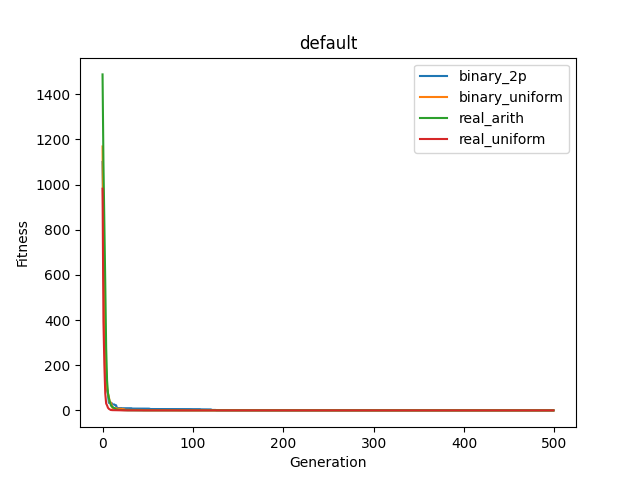 default
binary_2p
binary_uniform
real_arith
real_uniform
Fitness
1400
1200
1000
800
600
400
200
0
0 100 200 300 400 500
Generation